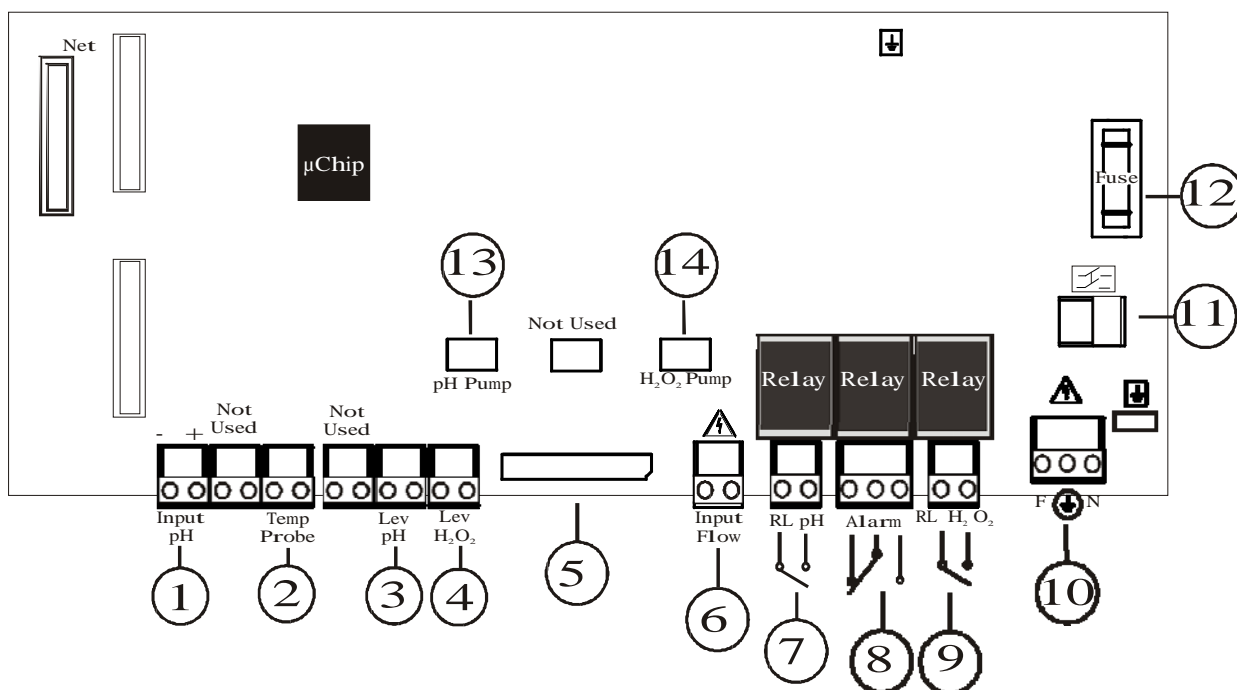 Net
µChip
Fuse
12
13
14
11
Not Used
pH Pump
H₂O₂ Pump
Relay
Relay
Relay
Not
Used
Not
Used
- +
Input
pH
Temp
Probe
Lev
pH
Lev
H₂O₂
Input
Flow
RL pH
Alarm
RL H₂O₂
F N
1
2
3
4
5
6
7
8
9
10